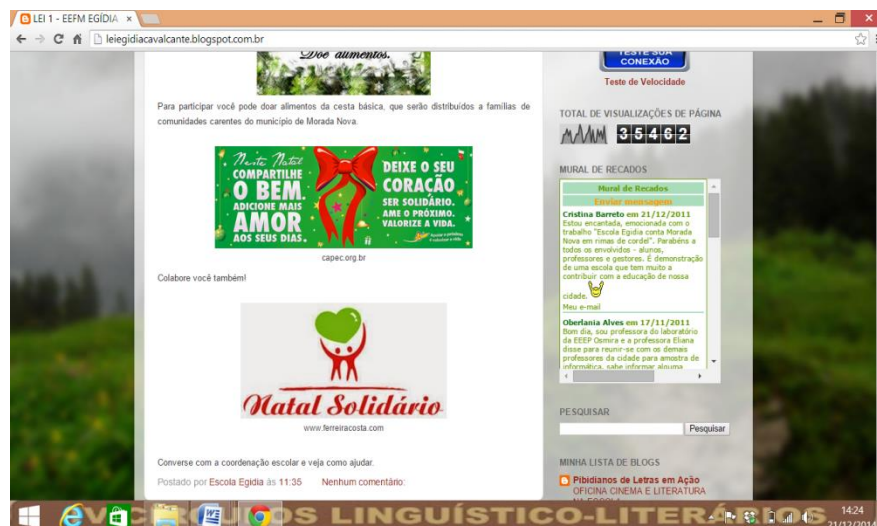 LEI 1 - EEFM EGÍDIA
leiegidiacavalcante.blogspot.com.br
Doe alimentos.
Para participar você pode doar alimentos da cesta básica, que serão distribuídos a famílias de
comunidades carentes do município de Morada Nova.
Neste Natal
COMPARTILHE
O BEM.
ADICIONE MAIS
AMOR
AOS SEUS DIAS.
DEIXE O SEU
CORAÇÃO
SER SOLIDÁRIO.
AME O PRÓXIMO.
VALORIZE A VIDA.
capec.org.br
Colabore você também!
Natal Solidário
www.ferreiracosta.com
Converse com a coordenação escolar e veja como ajudar.
Postado por Escola Egidia às 11:35 Nenhum comentário:
TESTE SUA
CONEXÃO
Teste de Velocidade
TOTAL DE VISUALIZAÇÕES DE PÁGINA
35462
MURAL DE RECADOS
Mural de Recados
Enviar mensagem
Cristina Barreto em 21/12/2011
Estou encantada, emocionada com o
trabalho "Escola Egidia conta Morada
Nova em rimas de cordel". Parabéns a
todos os envolvidos - alunos,
professores e gestores. É demonstração
de uma escola que tem muito a
contribuir com a educação de nossa
cidade.
Meu e-mail
Oberlania Alves em 17/11/2011
Bom dia, sou professora do laboratório
da EEEP Osmira e a professora Eliana
disse para reunir-se com os demais
professores da cidade para amostra de
informática, sabe informar alguma
PESQUISAR
Pesquisar
MINHA LISTA DE BLOGS
Pibidianos de Letras em Ação
OFICINA CINEMA E LITERATURA
NA ESCOLA
LINGUÍSTICO-LITERÁ
14:24
21/12/2014